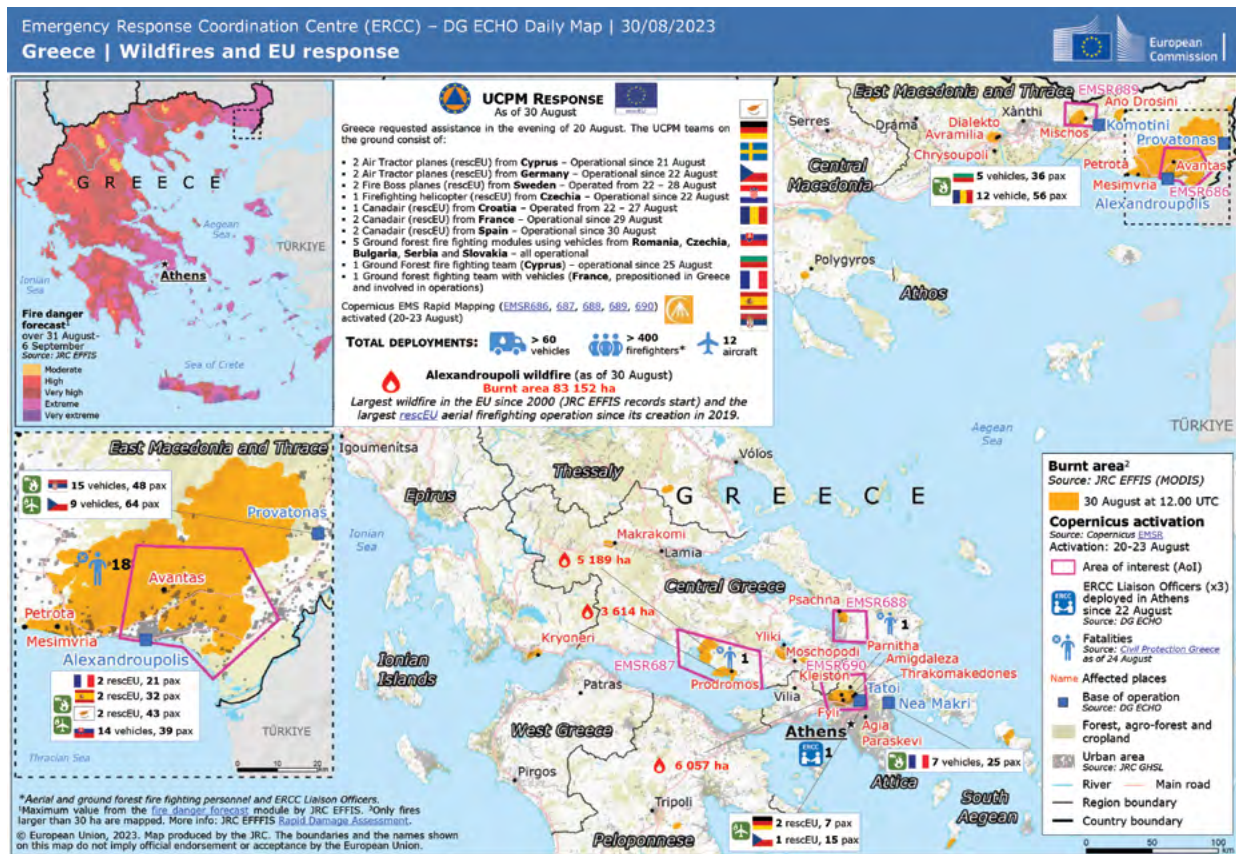 Emergency Response Coordination Centre (ERCC) – DG ECHO Daily Map | 30/08/2023
Greece | Wildfires and EU response
European
Commission
GREECE
Aegean
Sea
TÜRKIYE
Athens
Ionian
Sea
Sea of Crete
Fire danger
forecast¹
over 31 August-
6 September
Source: JRC EFFIS
Moderate
High
Very high
Extreme
Very extreme
UCPM RESPONSE
As of 30 August
Greece requested assistance in the evening of 20 August. The UCPM teams on
the ground consist of:
• 2 Air Tractor planes (rescEU) from Cyprus – Operational since 21 August
• 2 Air Tractor planes (rescEU) from Germany – Operational since 22 August
• 2 Fire Boss planes (rescEU) from Sweden – Operated from 22 – 28 August
• 1 Firefighting helicopter (rescEU) from Czechia – Operational since 22 August
• 1 Canadair (rescEU) from Croatia – Operated from 22 – 27 August
• 2 Canadair (rescEU) from France – Operational since 29 August
• 2 Canadair (rescEU) from Spain – Operational since 30 August
• 5 Ground forest fire fighting modules using vehicles from Romania, Czechia,
Bulgaria, Serbia and Slovakia – all operational
• 1 Ground Forest fire fighting team (Cyprus) – operational since 25 August
• 1 Ground forest fighting team with vehicles (France, prepositioned in Greece
and involved in operations)
Copernicus EMS Rapid Mapping (EMSR686, 687, 688, 689, 690)
activated (20-23 August)
TOTAL DEPLOYMENTS:
> 60
vehicles
> 400
firefighters*
12
aircraft
Alexandroupoli wildfire (as of 30 August)
Burnt area 83 152 ha
Largest wildfire in the EU since 2000 (JRC EFFIS records start) and the
largest rescEU aerial firefighting operation since its creation in 2019.
East Macedonia and Thrace
EMSR689
Ano Drosini
Xànthi
Serres
Dráma
Dialekto
Avramilia
Mischos
Komotini
Provatonas
Chrysoupoli
Petrota
Avantas
Central
Macedonia
5 vehicles, 36 pax
12 vehicle, 56 pax
Mesimvria
EMSR686
Alexandroupolis
Polygyros
Athos
Aegean
Sea
TÜRKIYE
East Macedonia and Thrace
15 vehicles, 48 pax
9 vehicles, 64 pax
Provatonas
18
Avantas
Petrota
Mesimvria
Alexandroupolis
2 rescEU, 21 pax
2 rescEU, 32 pax
2 rescEU, 43 pax
14 vehicles, 39 pax
TÜRKIYE
Thracian Sea
0 10 20
Igoumenítsa
Thessaly
Vólos
GREECE
Epirus
Ionian
Sea
Makrakomi
Lamia
5 189 ha
Central Greece
3 614 ha
Psachna
EMSR688
1
Kryoneri
Yliki
Parnitha
Moschopodi
Amigdaleza
EMSR687
1
EMSR690
Thrakomakedones
Kleiston
Ionian
Islands
Prodromos
Tatoi
Patras
Vilia
Nea Makri
Fyli
West Greece
Athens
Agia
Paraskevi
1
6 057 ha
7 vehicles, 25 pax
Pirgos
Attica
Tripoli
South
Aegean
2 rescEU, 7 pax
1 rescEU, 15 pax
Peloponnese
Burnt area²
Source: JRC EFFIS (MODIS)
30 August at 12.00 UTC
Copernicus activation
Source: Copernicus EMSR
Activation: 20-23 August
Area of interest (AoI)
ERCC
ERCC Liaison Officers (x3)
deployed in Athens
since 22 August
Source: DG ECHO
Fatalities
Source: Civil Protection Greece
as of 24 August
Name Affected places
Base of operation
Source: DG ECHO
Forest, agro-forest and
cropland
Urban area
Source: JRC GHSL
River
Main road
Region boundary
Country boundary
0 50 100
km
*Aerial and ground forest fire fighting personnel and ERCC Liaison Officers.
¹Maximum value from the fire danger forecast module by JRC EFFIS. ²Only fires
larger than 30 ha are mapped. More info: JRC EFFFIS Rapid Damage Assessment.
© European Union, 2023. Map produced by the JRC. The boundaries and the names shown
on this map do not imply official endorsement or acceptance by the European Union.